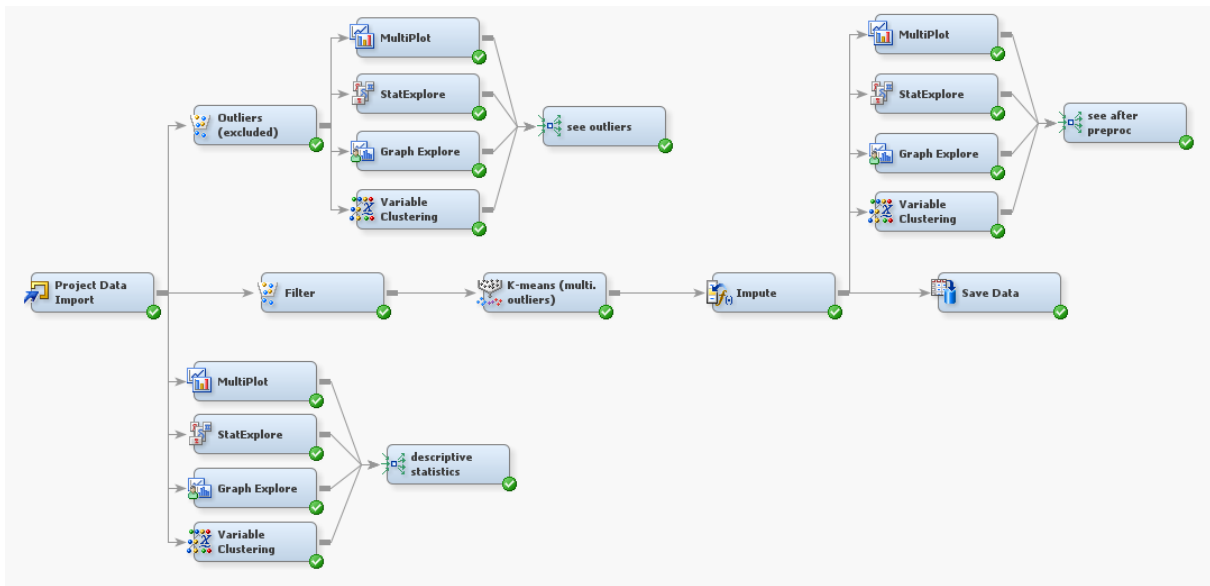 MultiPlot
StatExplore
Outliers
(excluded)
see outliers
Graph Explore
Variable
Clustering
MultiPlot
StatExplore
see after
preproc
Graph Explore
Variable
Clustering
Project Data
Import
Filter
K-means (multi.
outliers)
Impute
Save Data
MultiPlot
StatExplore
descriptive
statistics
Graph Explore
Variable
Clustering